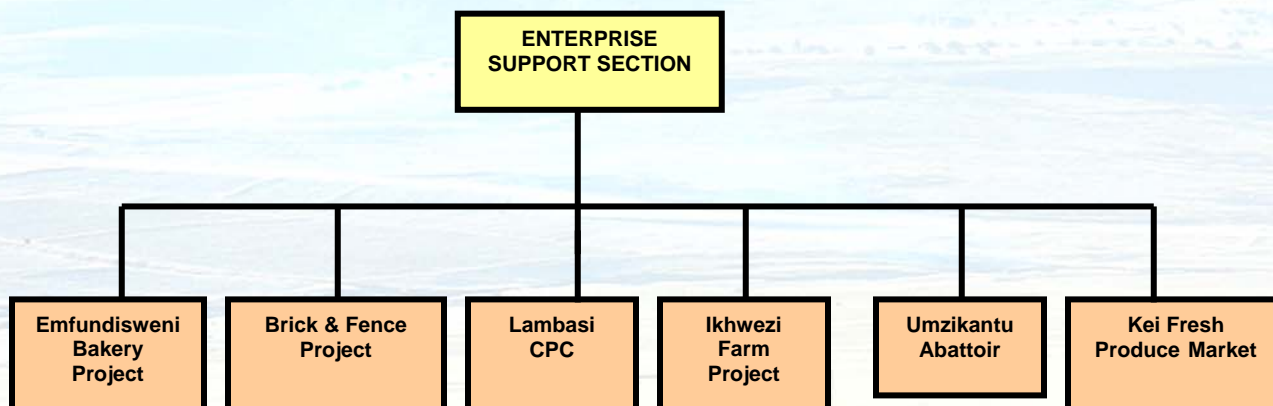 ENTERPRISE
SUPPORT SECTION
Emfundisweni
Bakery
Project
Brick & Fence
Project
Lambasi
CPC
Ikhwezi
Farm
Project
Umzikantu
Abattoir
Kei Fresh
Produce Market